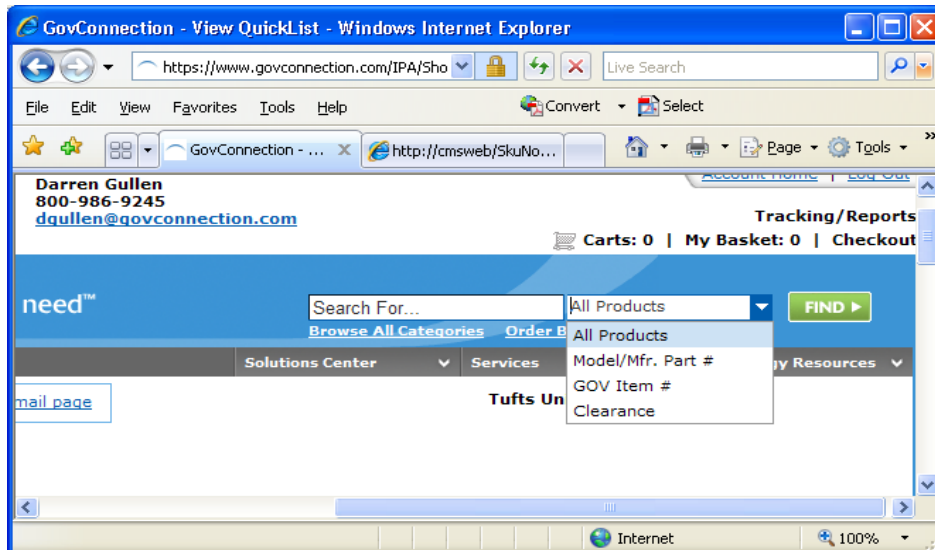 GovConnection - View QuickList - Windows Internet Explorer
https://www.govconnection.com/IPA/Sho
Live Search
File Edit View Favorites Tools Help
Convert Select
GovConnection - ...
http://cmsweb/SkuNo...
Page Tools
Darren Gullen
800-986-9245
dgullen@govconnection.com
Account Home | Log Out
Tracking/Reports
Carts: 0 | My Basket: 0 | Checkout
need™
Search For...
All Products
FIND
Browse All Categories Order B
All Products
Model/Mfr. Part #
GOV Item #
Clearance
Solutions Center Services gy Resources
mail page
Tufts Un
Internet
100%